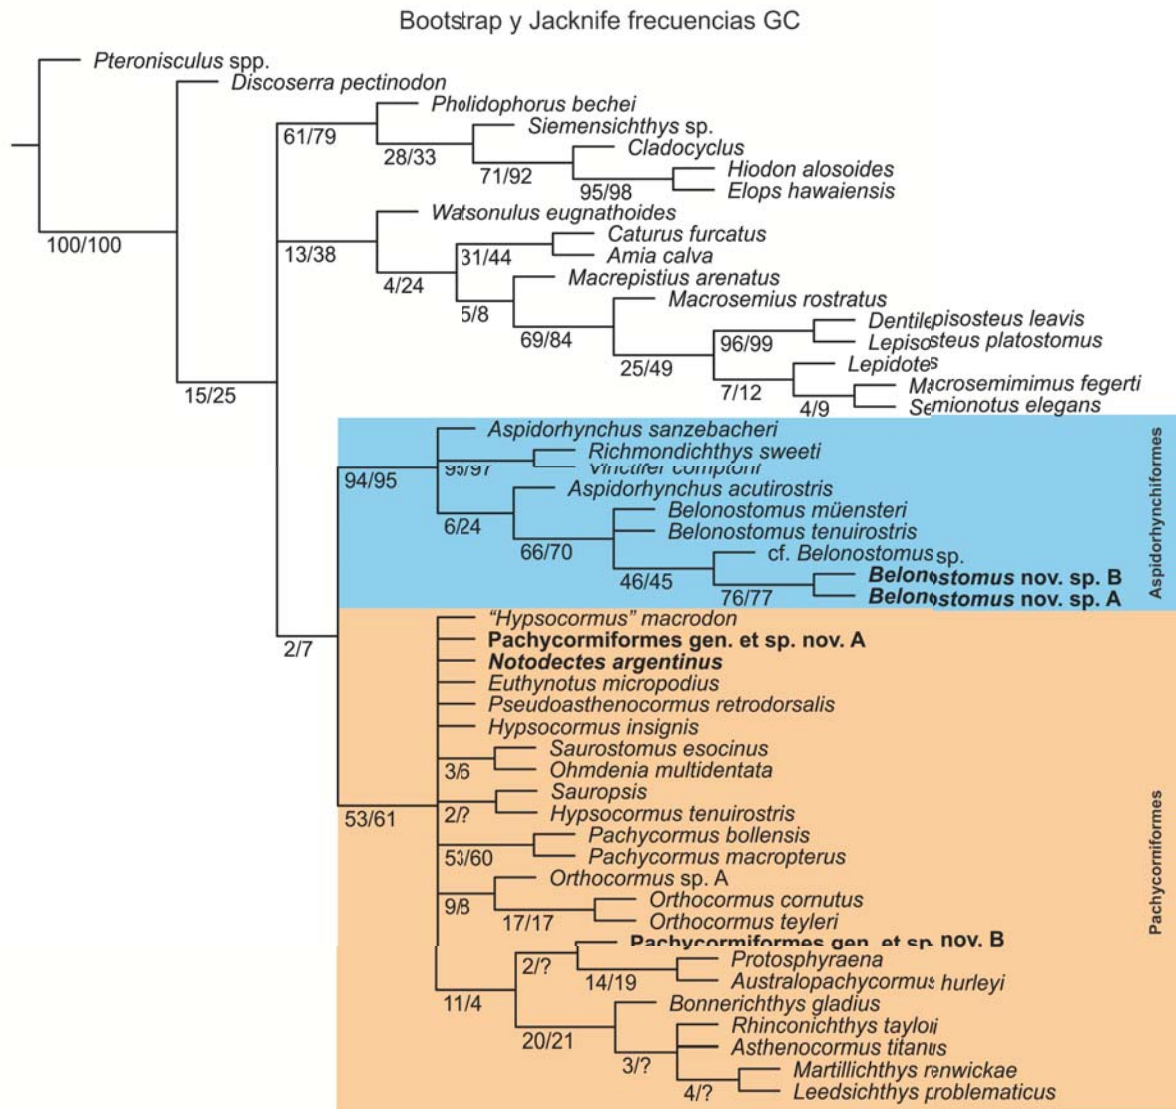 Bootstrap y Jacknife frecuencias GC
Pteronisculus spp.
Discoserra pectinodon
Pholidophorus bechei
61/79
Siemensichthys sp.
28/33
Cladocyclus
71/92
Hiodon alosoides
95/98
Elops hawaiensis
Watsonulus eugnathoides
100/100
13/38
Caturus furcatus
31/44
Amia calva
4/24
Macrepistius arenatus
5/8
Macrosemius rostratus
69/84
Dentilepisosteus leavis
96/99
Lepisosteus platostomus
25/49
Lepidotes
7/12
Macrosemimimus fegerti
15/25
4/9
Semionotus elegans
Aspidorhynchus sanzebacheri
Richmondichthys sweeti
94/95
93/97
Vinctifer comptoni
Aspidorhynchus acutirostris
6/24
Belonostomus müensteri
Belonostomus tenuirostris
66/70
cf. Belonostomus sp.
46/45
Belonostomus nov. sp. B
76/77
Belonostomus nov. sp. A
Aspidorhynchiformes
"Hypsocormus" macrodon
2/7
Pachycormiformes gen. et sp. nov. A
Notodectes argentinus
Euthynotus micropodius
Pseudoasthenocormus retrodorsalis
Hypsocormus insignis
Saurostomus esocinus
3/6
Ohmdenia multidentata
Sauropsis
2/?
Hypsocormus tenuirostris
53/61
Pachycormus bollensis
53/60
Pachycormus macropterus
Orthocormus sp. A
9/8
Orthocormus cornutus
17/17
Orthocormus teyleri
Pachycormiformes gen. et sp. nov. B
2/?
Protosphyraena
14/19
Australopachycormus hurleyi
11/4
Bonnerichthys gladius
20/21
Rhinconichthys taylori
Asthenocormus titanus
3/?
Martillichthys renwickae
4/?
Leedsichthys problematicus
Pachycorniformes